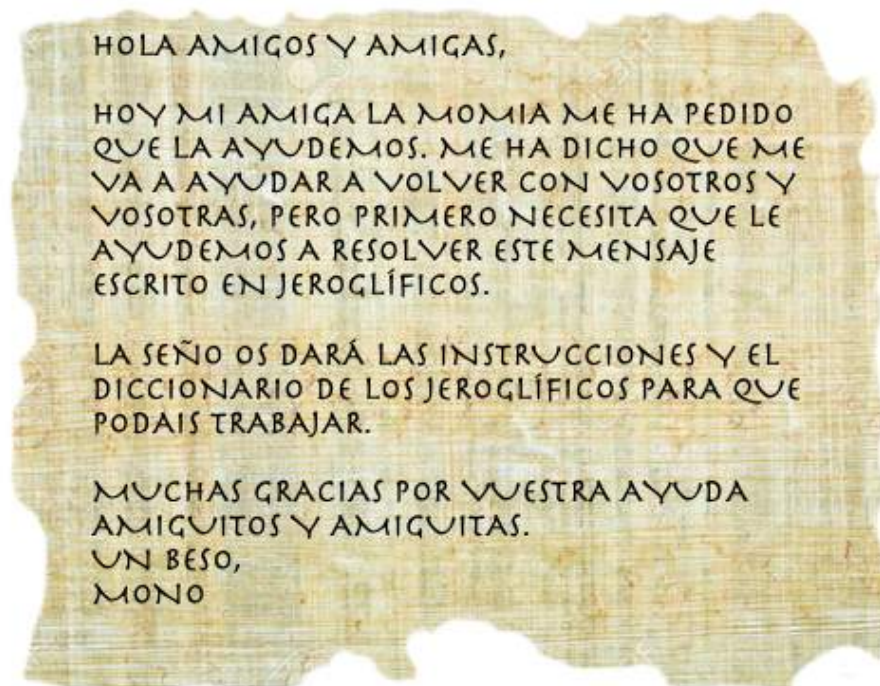 HOLA AMIGOS Y AMIGAS,
HOY MI AMIGA LA MOMIA ME HA PEDIDO
QUE LA AYUDEMOS. ME HA DICHO QUE ME
VA A AYUDAR A VOLVER CON VOSOTROS Y
VOSOTRAS, PERO PRIMERO NECESITA QUE LE
AYUDEMOS A RESOLVER ESTE MENSAJE
ESCRITO EN JEROGLÍFICOS.
LA SEÑO OS DARÁ LAS INSTRUCCIONES Y EL
DICCIONARIO DE LOS JEROGLÍFICOS PARA QUE
PODAIS TRABAJAR.
MUCHAS GRACIAS POR VUESTRA AYUDA
AMIGUITOS Y AMIGUITAS.
UN BESO,
MONO